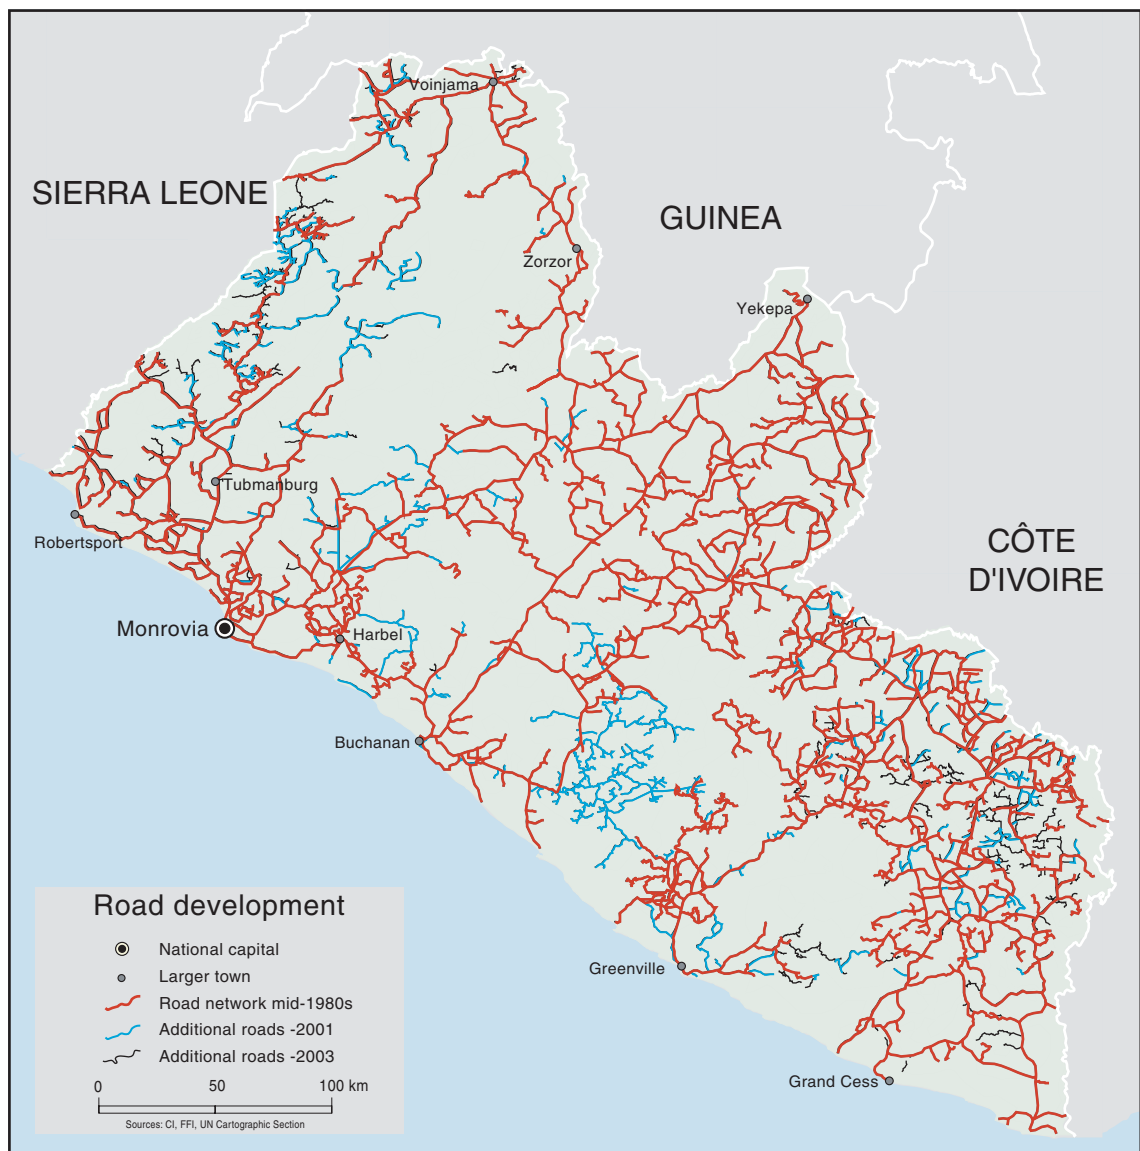 Voinjama
SIERRA LEONE
GUINEA
Zorzor
Yekepa
Tubmanburg
Robertsport
CÔTE
D'IVOIRE
Monrovia
Harbel
Buchanan
Greenville
Grand Cess
Road development
National capital
Larger town
Road network mid-1980s
Additional roads -2001
Additional roads -2003
0 50 100 km
Sources: CI, FFI, UN Cartographic Section